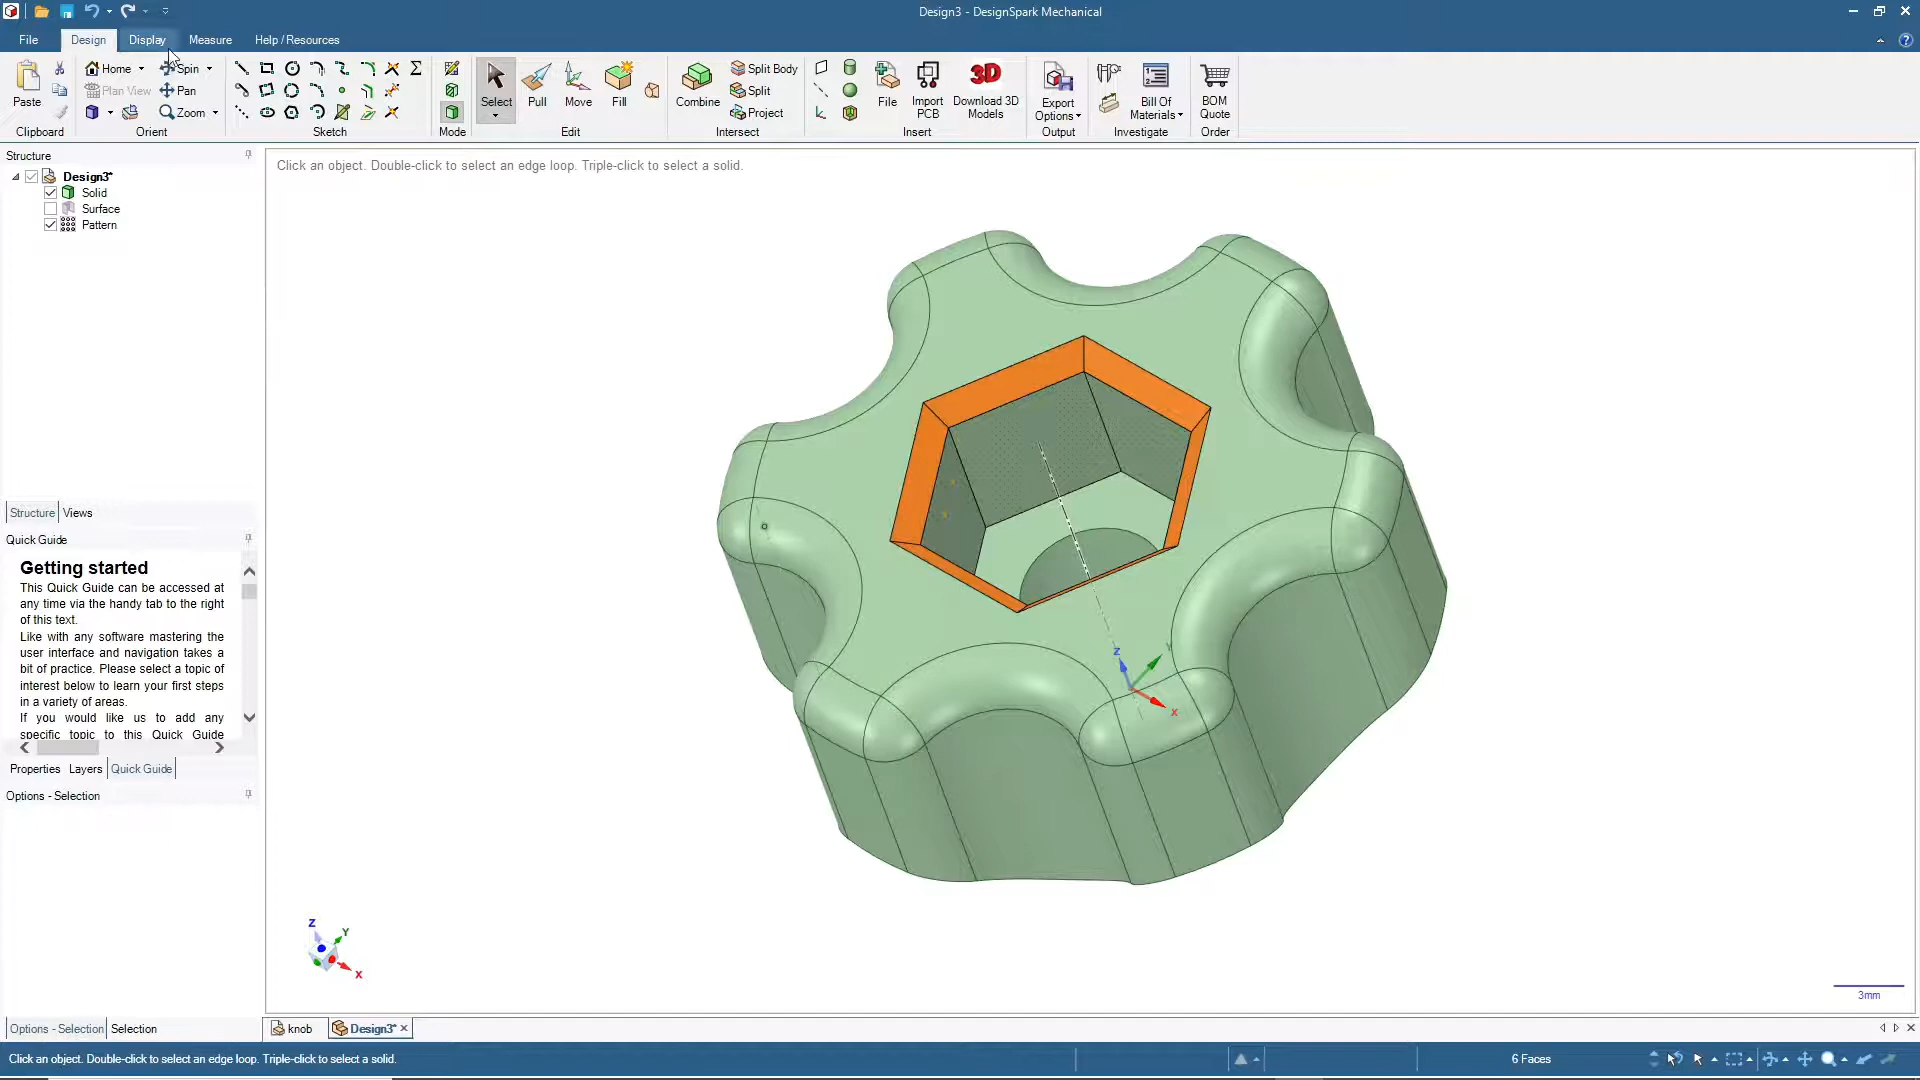 Design3 - DesignSpark Mechanical
File Design Display Measure Help / Resources
Paste Home Spin Plan View Pan Zoom
Select Pull Move Fill Combine Split Body Split Project
File Import PCB Download 3D Models Export Options Bill Of Materials BOM Quote
3D
Clipboard Orient Sketch Mode Edit Intersect Insert Output Investigate Order
Structure
Design3*
Solid
Surface
Pattern
Structure Views
Quick Guide
Getting started
This Quick Guide can be accessed at
any time via the handy tab to the right
of this text.
Like with any software mastering the
user interface and navigation takes a
bit of practice. Please select a topic of
interest below to learn your first steps
in a variety of areas.
If you would like us to add any
specific topic to this Quick Guide
Properties Layers Quick Guide
Options - Selection
Options - Selection Selection
Click an object. Double-click to select an edge loop. Triple-click to select a solid.
Z Y X
Z Y X
3mm
knob Design3*
Click an object. Double-click to select an edge loop. Triple-click to select a solid.
6 Faces